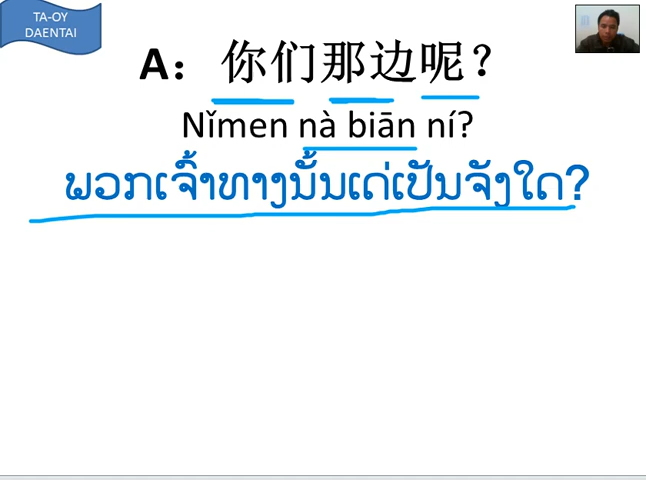 TA-OY
DAENTAI
A: 你们那边呢?
Nǐmen nà biān ní?
ພວກເຈົ້າທາງນັ້ນເດ່ເປັນຈັງໃດ?